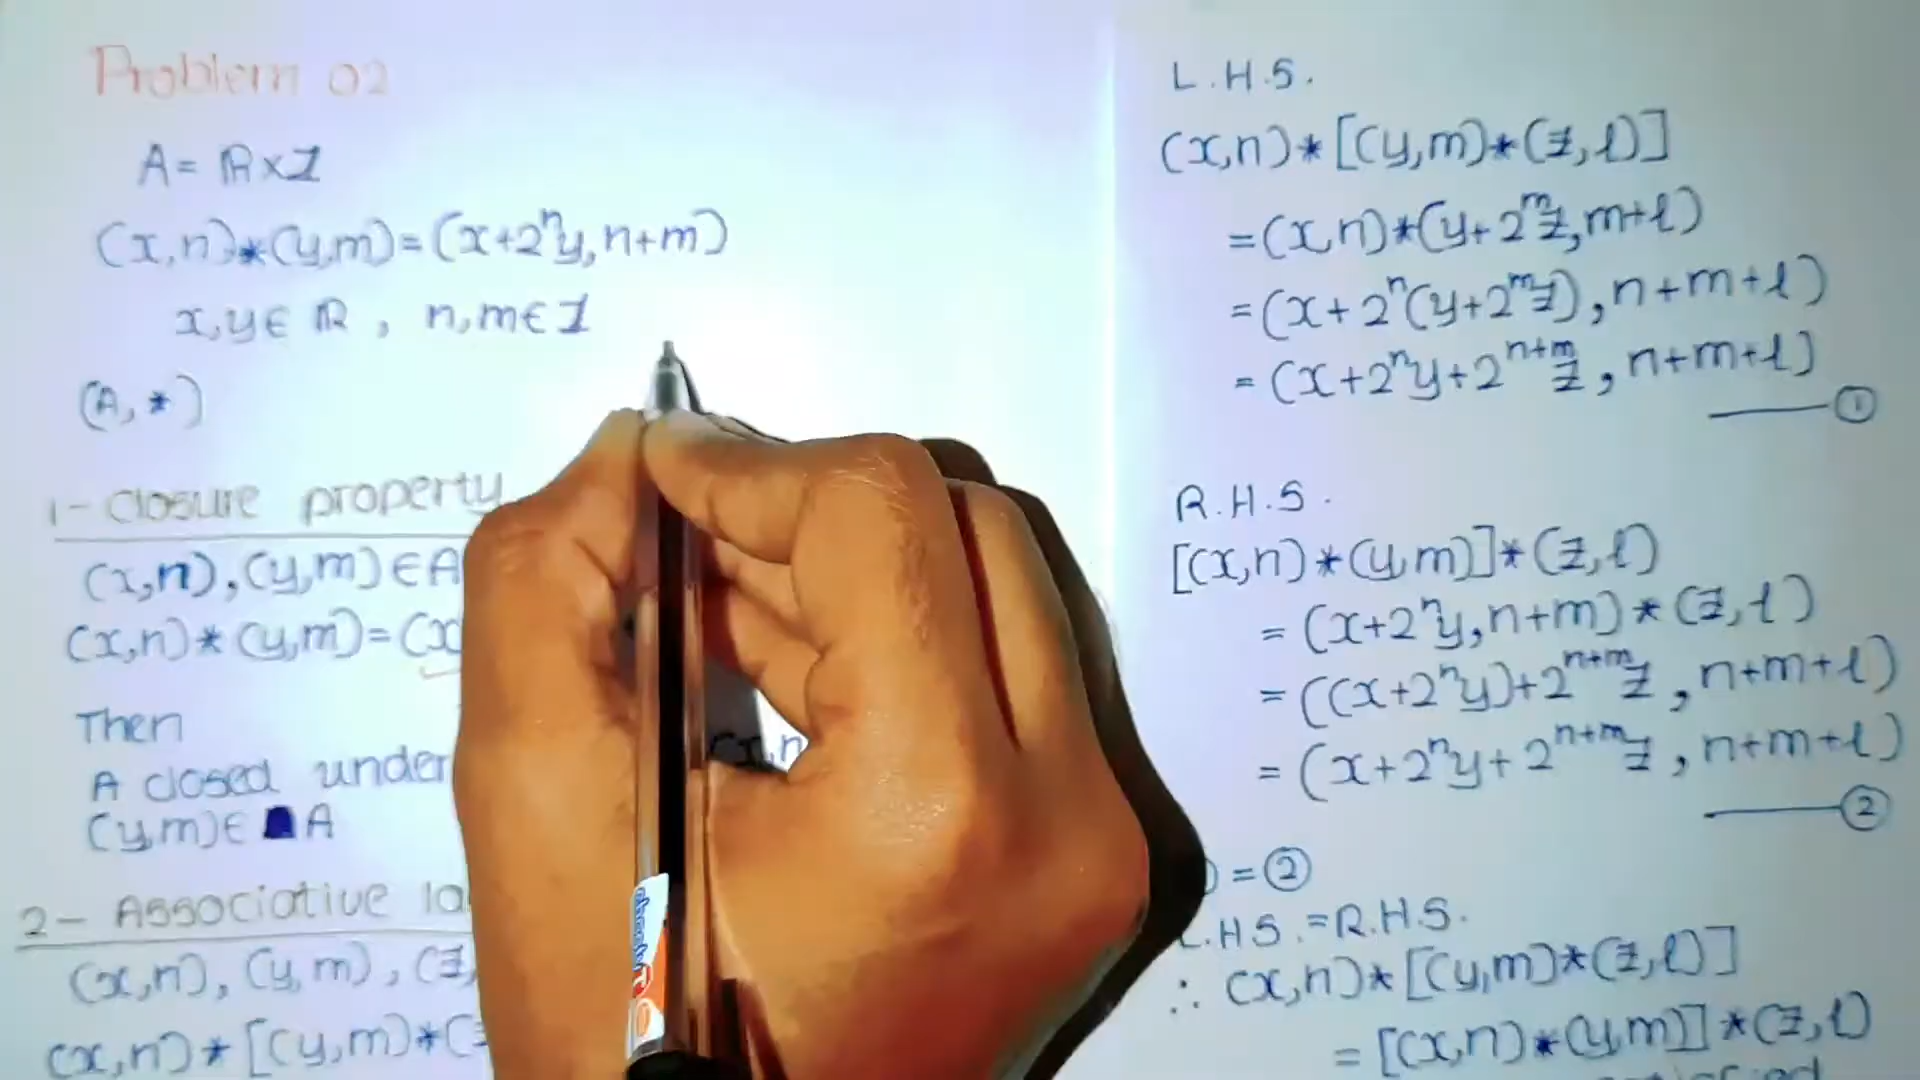 Problem 02
A = ℝ×Z
(x,n)*(y,m)=(x+2ⁿy,n+m)
x,y∈ ℝ , n,m∈Z
(A, *)
1- Closure property
(x,n),(y,m)∈A
(x,n)*(y,m)=(x
Then
A closed under
(y,m)∈ A
2- Associative
(x,n), (y,m), (z,
(x,n)*[(y,m)*(z
(x,n
L.H.S.
(x,n)*[(y,m)*(z,l)]
=(x,n)*(y+2ᵐz,m+l)
=(x+2ⁿ(y+2ᵐz),n+m+l)
=(x+2ⁿy+2ⁿ⁺ᵐz,n+m+l)
①
R.H.S.
[(x,n)*(y,m)]*(z,l)
=(x+2ⁿy,n+m)*(z,l)
=((x+2ⁿy)+2ⁿ⁺ᵐz,n+m+l)
=(x+2ⁿy+2ⁿ⁺ᵐz,n+m+l)
②
=②
L.H.S.=R.H.S.
∴ (x,n)*[(y,m)*(z,l)]
=[(x,n)*(y,m)]*(z,l)